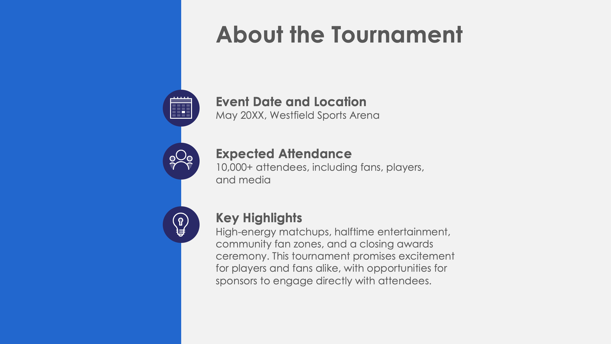 About the Tournament
Event Date and Location
May 20XX, Westfield Sports Arena
Expected Attendance
10,000+ attendees, including fans, players,
and media
Key Highlights
High-energy matchups, halftime entertainment,
community fan zones, and a closing awards
ceremony. This tournament promises excitement
for players and fans alike, with opportunities for
sponsors to engage directly with attendees.